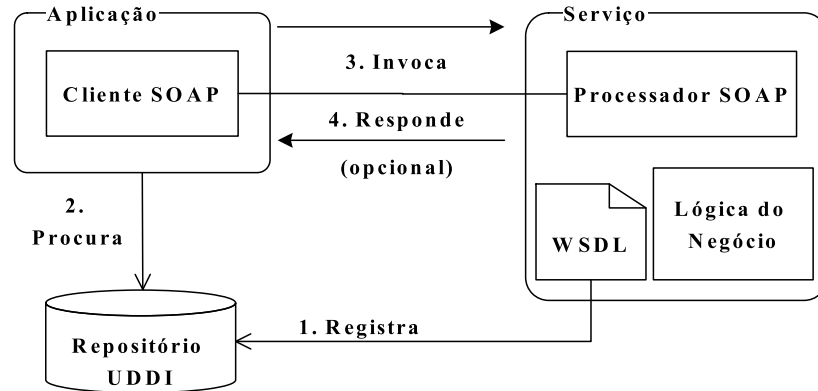 Aplicação
Serviço
3. Invoca
Cliente SOAP
Processador SOAP
4. Responde
(opcional)
2.
Procura
WSDL
Lógica do
Negócio
1. Registra
Repositório
UDDI